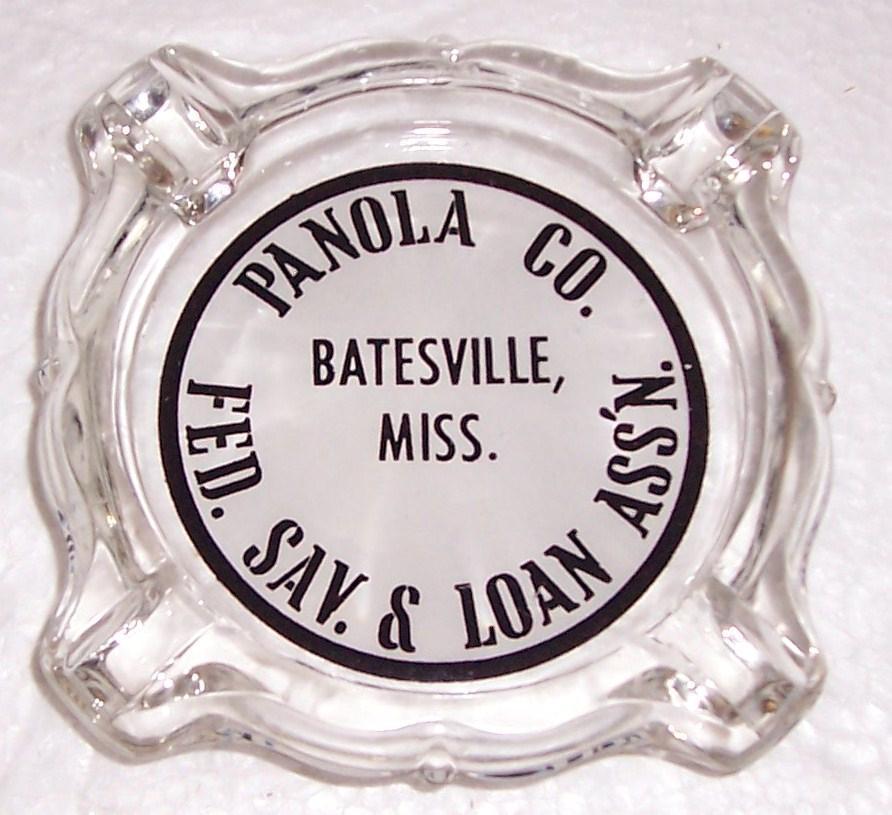 PANOLA CO.
BATESVILLE,
MISS.
FED. SAV. & LOAN ASS'N.